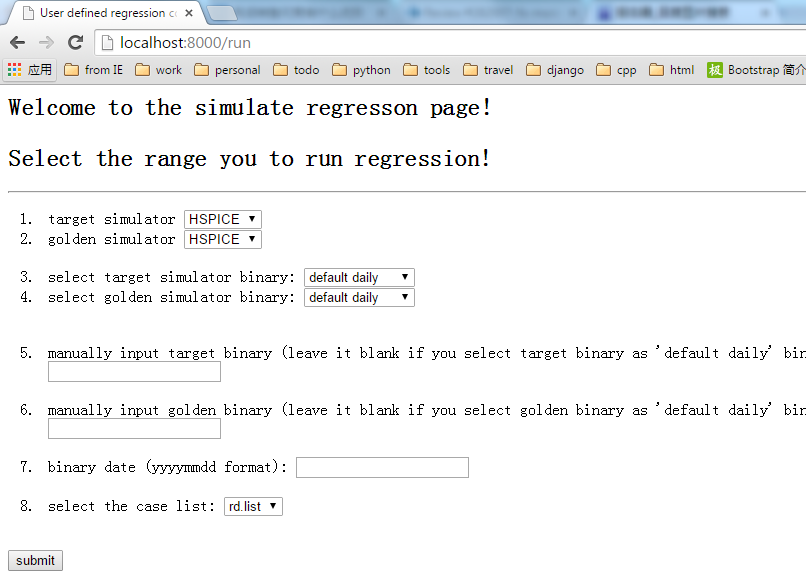 User defined regression co
localhost:8000/run
应用 from IE work personal todo python tools travel django cpp html 极 Bootstrap 简介
Welcome to the simulate regresson page!
Select the range you to run regression!
1. target simulator HSPICE
2. golden simulator HSPICE
3. select target simulator binary: default daily
4. select golden simulator binary: default daily
5. manually input target binary (leave it blank if you select target binary as 'default daily' bin
6. manually input golden binary (leave it blank if you select golden binary as 'default daily' bin
7. binary date (yyyymmdd format):
8. select the case list: rd.list
submit